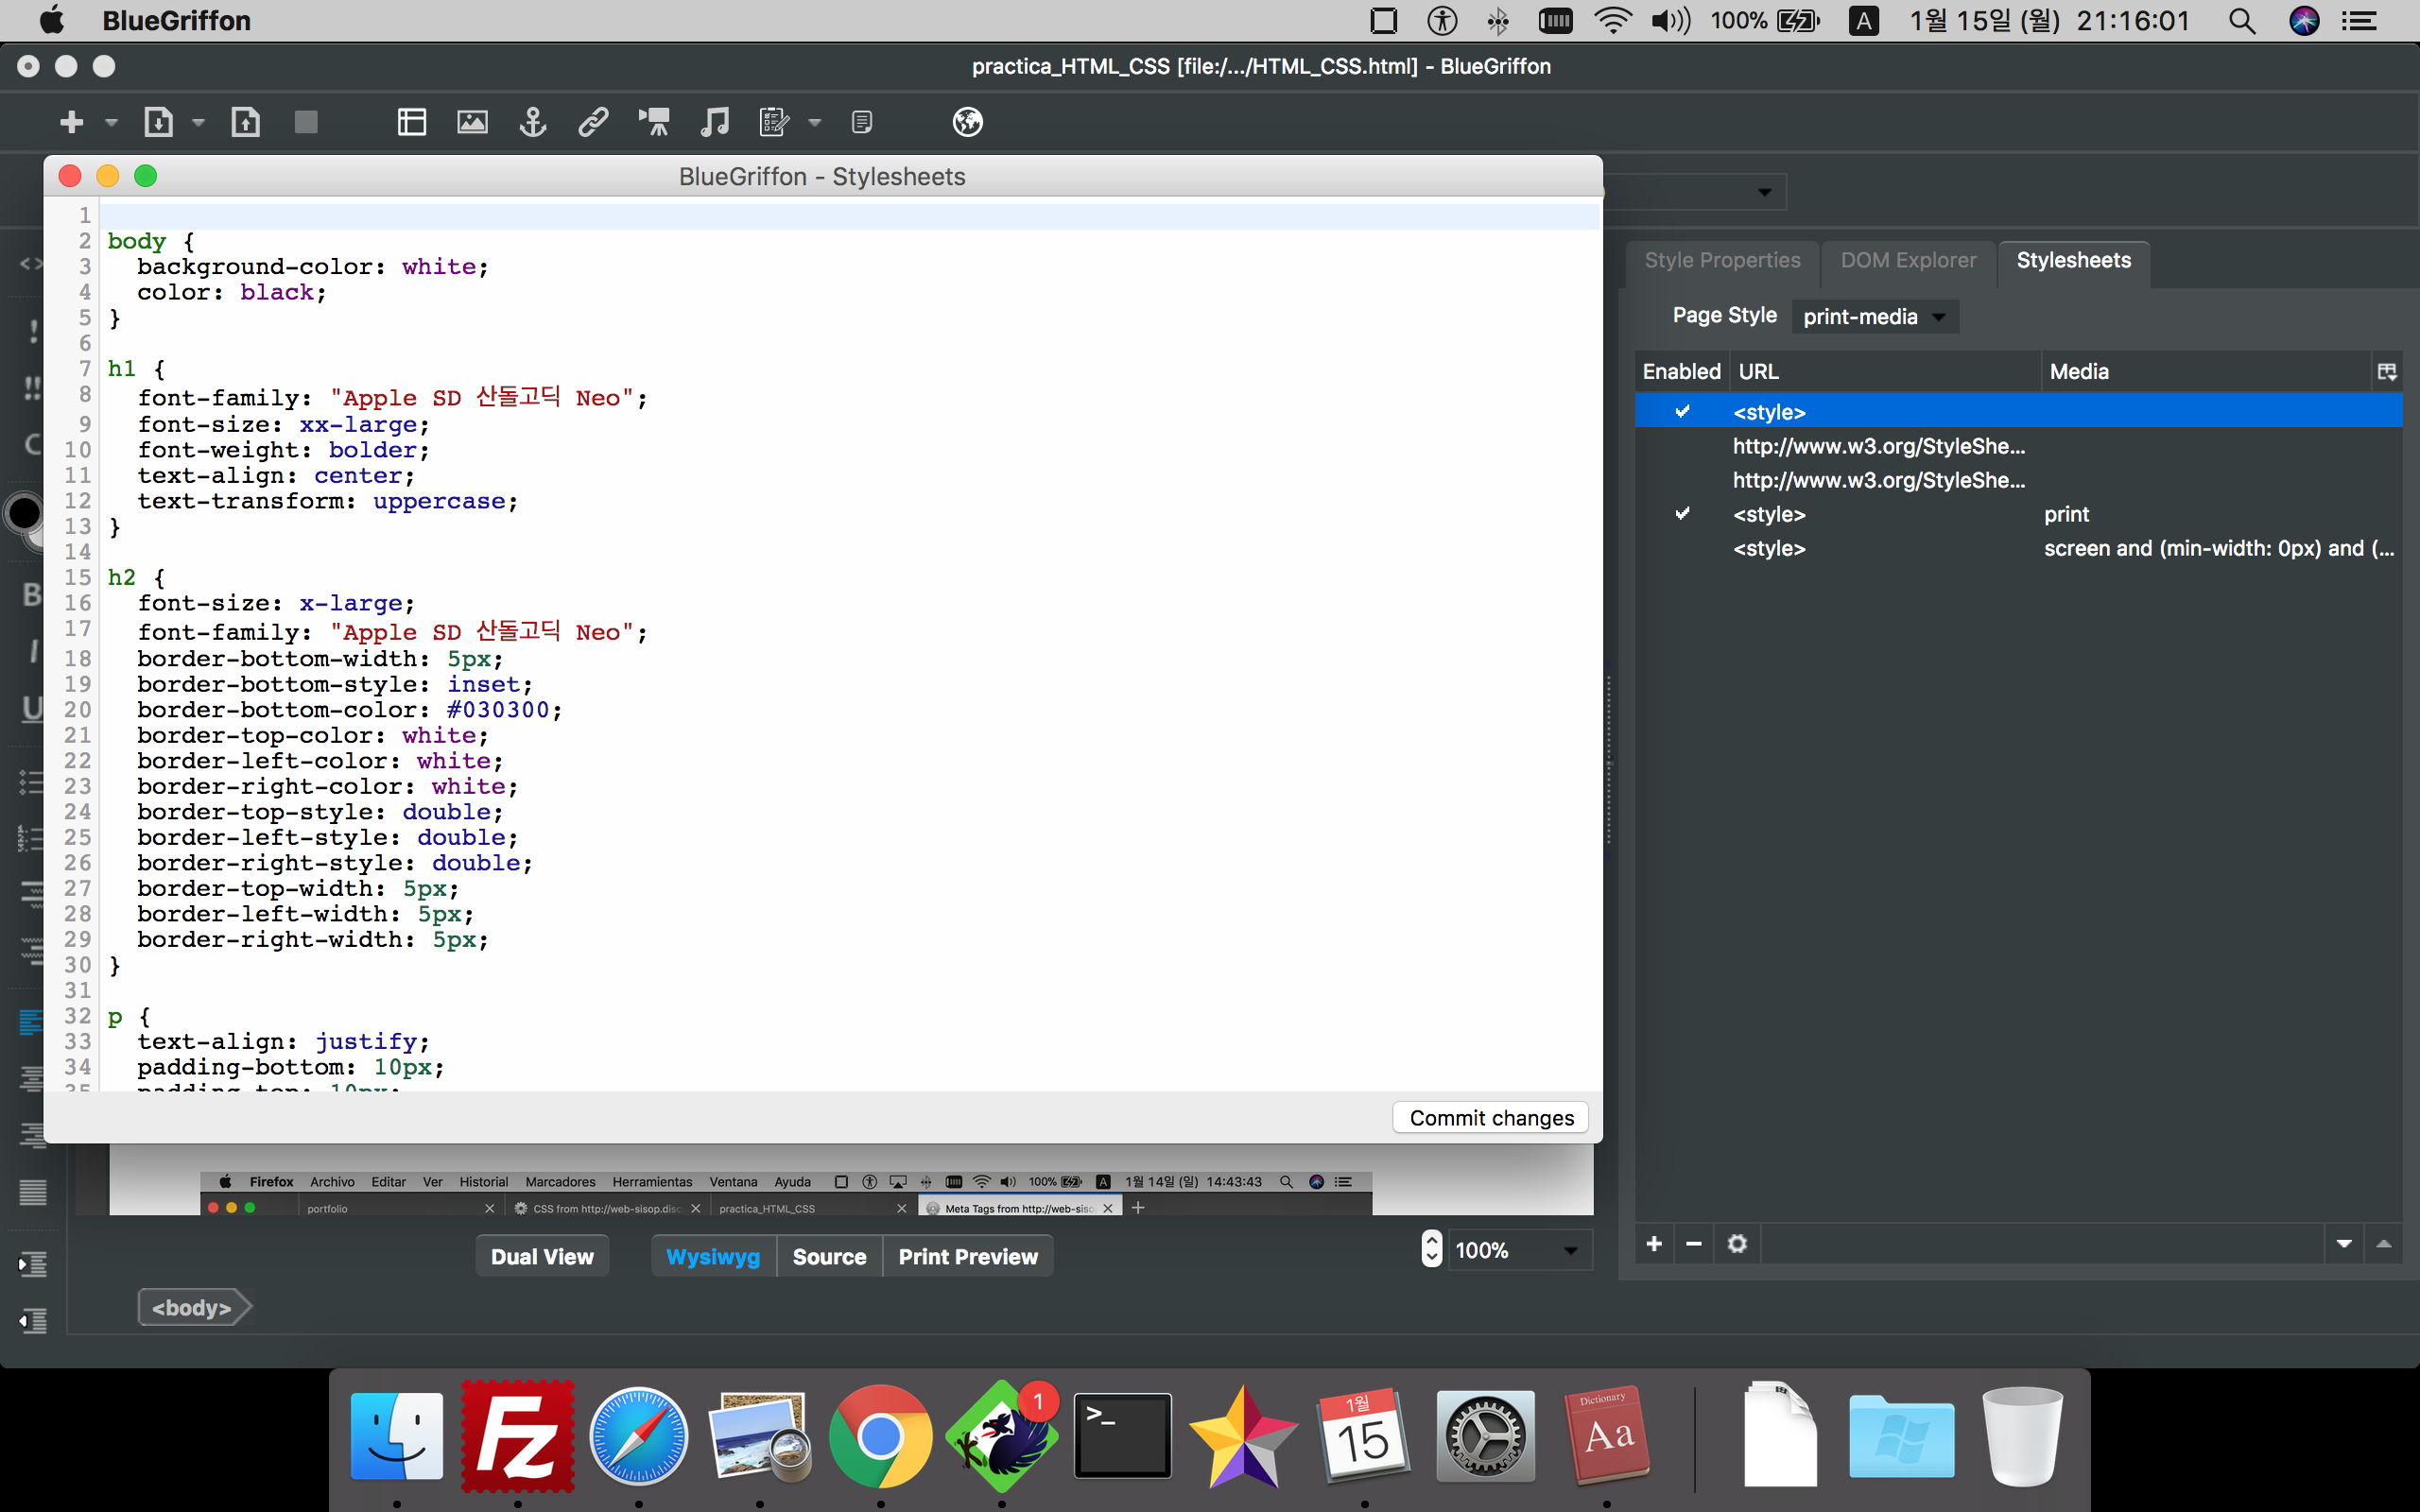 BlueGriffon
100%
A
1월 15일 (월) 21:16:01
practica_HTML_CSS [file:/.../HTML_CSS.html] - BlueGriffon
BlueGriffon - Stylesheets
1
2 body {
3 background-color: white;
4 color: black;
5 }
6
7 h1 {
8 font-family: "Apple SD 산돌고딕 Neo";
9 font-size: xx-large;
10 font-weight: bolder;
11 text-align: center;
12 text-transform: uppercase;
13 }
14
15 h2 {
16 font-size: x-large;
17 font-family: "Apple SD 산돌고딕 Neo";
18 border-bottom-width: 5px;
19 border-bottom-style: inset;
20 border-bottom-color: #030300;
21 border-top-color: white;
22 border-left-color: white;
23 border-right-color: white;
24 border-top-style: double;
25 border-left-style: double;
26 border-right-style: double;
27 border-top-width: 5px;
28 border-left-width: 5px;
29 border-right-width: 5px;
30 }
31
32 p {
33 text-align: justify;
34 padding-bottom: 10px;
35 padding-top: 10px;
Commit changes
Style Properties
DOM Explorer
Stylesheets
Page Style print-media
Enabled URL Media
<style>
http://www.w3.org/StyleShe...
http://www.w3.org/StyleShe...
<style> print
<style> screen and (min-width: 0px) and (...
B
I
U
Firefox Archivo Editar Ver Historial Marcadores Herramientas Ventana Ayuda 100% A 1월 14일 (일) 14:43:43
portfolio
CSS from http://web-sisop.disc
practica_HTML_CSS
Meta Tags from http://web-siso
Dual View
Wysiwyg
Source
Print Preview
100%
<body>
Fz
1
>_
1월
15
Dictionary
Aa